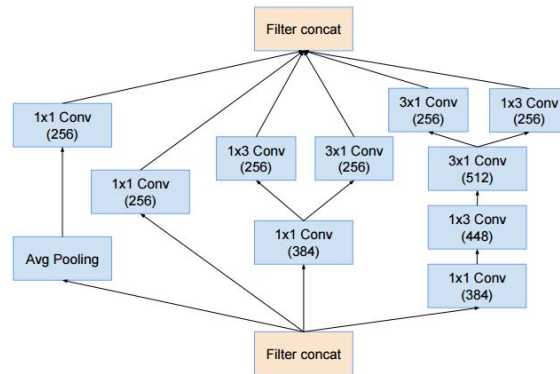 Filter concat
3x1 Conv
(256)
1x3 Conv
(256)
1x1 Conv
(256)
1x3 Conv
(256)
3x1 Conv
(256)
3x1 Conv
(512)
1x1 Conv
(256)
1x3 Conv
(448)
1x1 Conv
(384)
Avg Pooling
1x1 Conv
(384)
Filter concat